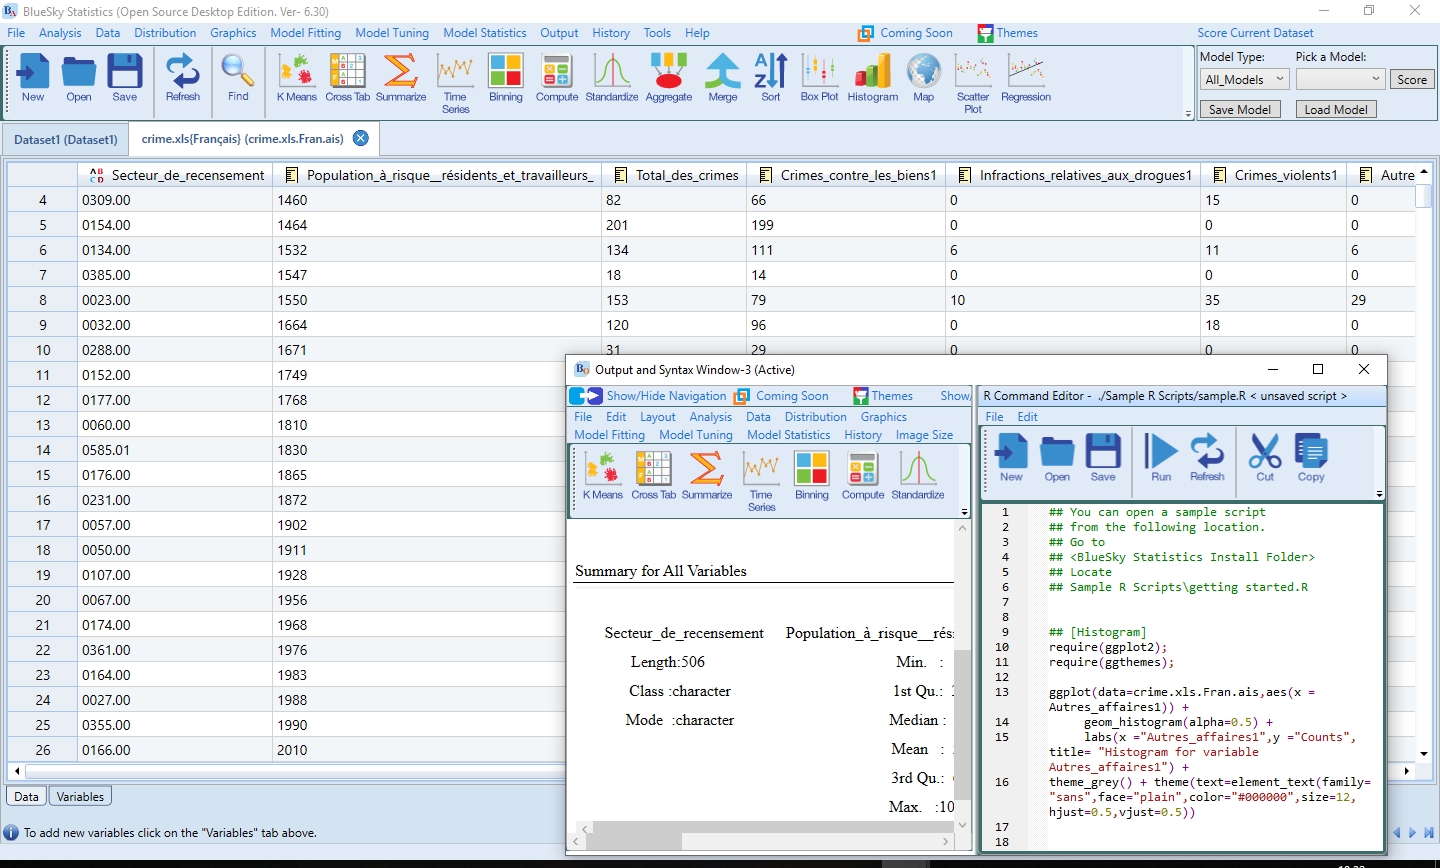 BlueSky Statistics (Open Source Desktop Edition. Ver- 6.30)
File Analysis Data Distribution Graphics Model Fitting Model Tuning Model Statistics Output History Tools Help Coming Soon Themes Score Current Dataset
New Open Save Refresh Find K Means Cross Tab Summarize Time Series Binning Compute Standardize Aggregate Merge Sort Box Plot Histogram Map Scatter Plot Regression
Model Type: Pick a Model:
All_Models Score
Save Model Load Model
Dataset1 (Dataset1) crime.xls{Français} (crime.xls.Fran.ais)
Secteur_de_recensement Population_à_risque__résidents_et_travailleurs_ Total_des_crimes Crimes_contre_les_biens1 Infractions_relatives_aux_drogues1 Crimes_violents1 Autre
4 0309.00 1460 82 66 0 15 0
5 0154.00 1464 201 199 0 0 0
6 0134.00 1532 134 111 6 11 6
7 0385.00 1547 18 14 0 0 0
8 0023.00 1550 153 79 10 35 29
9 0032.00 1664 120 96 0 18 0
10 0288.00 1671 31 29 0 0 0
11 0152.00 1749
12 0177.00 1768
13 0060.00 1810
14 0585.01 1830
15 0176.00 1865
16 0231.00 1872
17 0057.00 1902
18 0050.00 1911
19 0107.00 1928
20 0067.00 1956
21 0174.00 1968
22 0361.00 1976
23 0164.00 1983
24 0027.00 1988
25 0355.00 1990
26 0166.00 2010
Data Variables
To add new variables click on the "Variables" tab above.
Output and Syntax Window-3 (Active)
Show/Hide Navigation Coming Soon Themes Show/
File Edit Layout Analysis Data Distribution Graphics
Model Fitting Model Tuning Model Statistics History Image Size
K Means Cross Tab Summarize Time Series Binning Compute Standardize
Summary for All Variables
Secteur_de_recensement Population_à_risque__rés
Length:506 Min. :
Class :character 1st Qu.:
Mode :character Median :
Mean :
3rd Qu.:
Max. :10
R Command Editor - ./Sample R Scripts/sample.R < unsaved script >
File Edit
New Open Save Run Refresh Cut Copy
1 ## You can open a sample script
2 ## from the following location.
3 ## Go to
4 ## <BlueSky Statistics Install Folder>
5 ## Locate
6 ## Sample R Scripts\getting started.R
7
8
9 ## [Histogram]
10 require(ggplot2);
11 require(ggthemes);
12
13 ggplot(data=crime.xls.Fran.ais,aes(x =
Autres_affaires1)) +
14 geom_histogram(alpha=0.5) +
15 labs(x ="Autres_affaires1",y ="Counts",
title= "Histogram for variable
Autres_affaires1") +
16 theme_grey() + theme(text=element_text(family=
"sans",face="plain",color="#000000",size=12,
hjust=0.5,vjust=0.5))
17
18